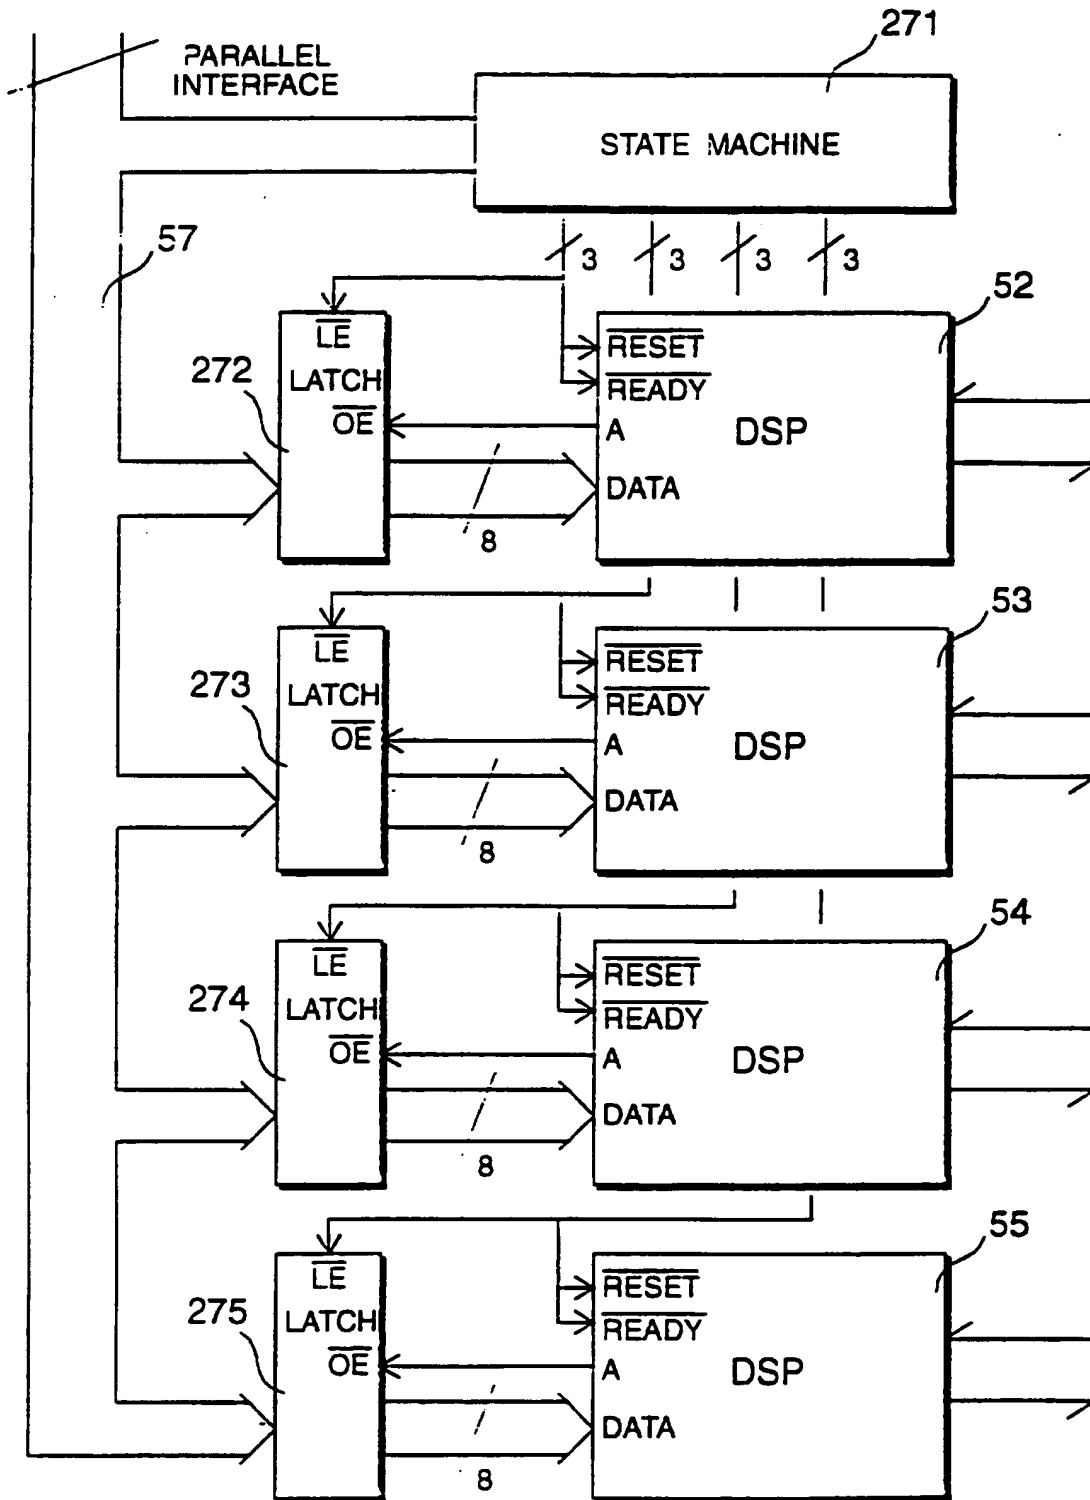 271
PARALLEL
INTERFACE
STATE MACHINE
57
3 3 3 3
52
LE
RESET
272
LATCH
READY
OE
A
DSP
DATA
8
53
LE
RESET
273
LATCH
READY
OE
A
DSP
DATA
8
54
LE
RESET
274
LATCH
READY
OE
A
DSP
DATA
8
55
LE
RESET
275
LATCH
READY
OE
A
DSP
DATA
8